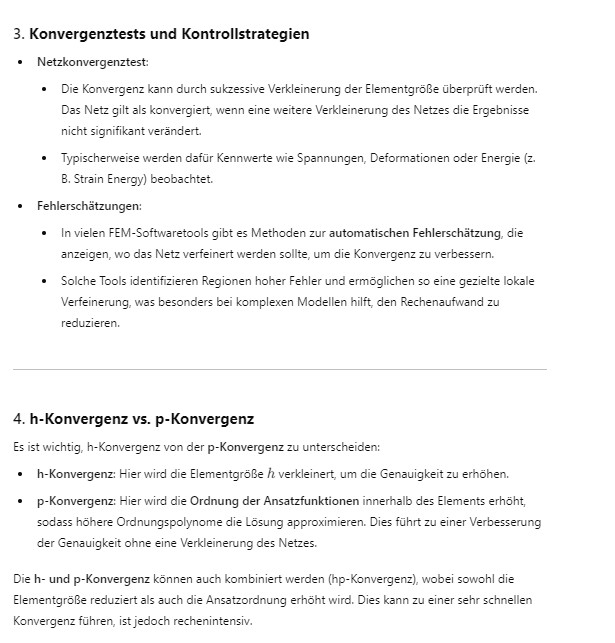 3. Konvergenztests und Kontrollstrategien
• Netzkonvergenztest:
• Die Konvergenz kann durch sukzessive Verkleinerung der Elementgröße überprüft werden.
Das Netz gilt als konvergiert, wenn eine weitere Verkleinerung des Netzes die Ergebnisse
nicht signifikant verändert.
• Typischerweise werden dafür Kennwerte wie Spannungen, Deformationen oder Energie (z.
B. Strain Energy) beobachtet.
• Fehlerschätzungen:
• In vielen FEM-Softwaretools gibt es Methoden zur automatischen Fehlerschätzung, die
anzeigen, wo das Netz verfeinert werden sollte, um die Konvergenz zu verbessern.
• Solche Tools identifizieren Regionen hoher Fehler und ermöglichen so eine gezielte lokale
Verfeinerung, was besonders bei komplexen Modellen hilft, den Rechenaufwand zu
reduzieren.
4. h-Konvergenz vs. p-Konvergenz
Es ist wichtig, h-Konvergenz von der p-Konvergenz zu unterscheiden:
• h-Konvergenz: Hier wird die Elementgröße h verkleinert, um die Genauigkeit zu erhöhen.
• p-Konvergenz: Hier wird die Ordnung der Ansatzfunktionen innerhalb des Elements erhöht,
sodass höhere Ordnungspolynome die Lösung approximieren. Dies führt zu einer Verbesserung
der Genauigkeit ohne eine Verkleinerung des Netzes.
Die h- und p-Konvergenz können auch kombiniert werden (hp-Konvergenz), wobei sowohl die
Elementgröße reduziert als auch die Ansatzordnung erhöht wird. Dies kann zu einer sehr schnellen
Konvergenz führen, ist jedoch rechenintensiv.